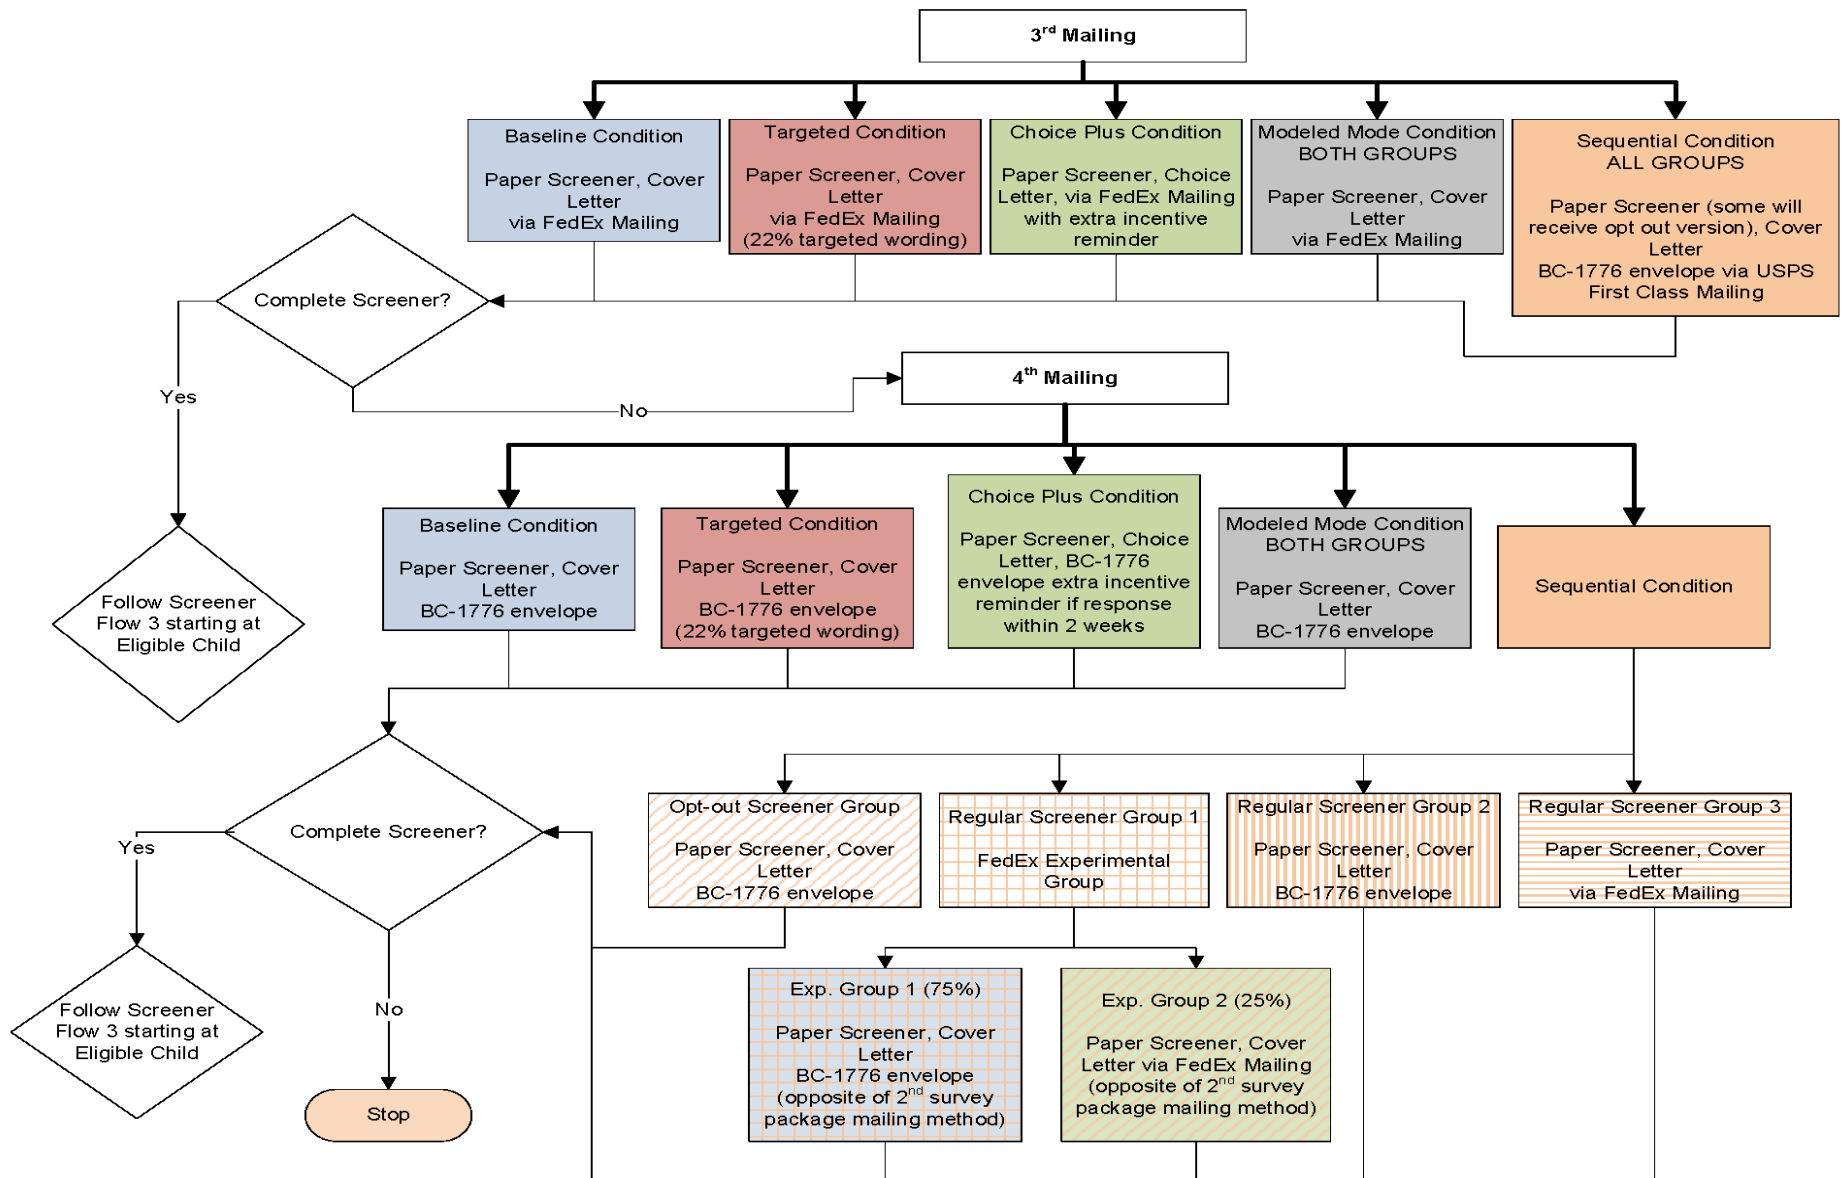 3rd Mailing
Baseline Condition
Paper Screener, Cover
Letter
via FedEx Mailing
Targeted Condition
Paper Screener, Cover
Letter
via FedEx Mailing
(22% targeted wording)
Choice Plus Condition
Paper Screener, Choice
Letter, via FedEx Mailing
with extra incentive
reminder
Modeled Mode Condition
BOTH GROUPS
Paper Screener, Cover
Letter
via FedEx Mailing
Sequential Condition
ALL GROUPS
Paper Screener (some will
receive opt out version), Cover
Letter
BC-1776 envelope via USPS
First Class Mailing
Complete Screener?
Yes
No
4th Mailing
Follow Screener
Flow 3 starting at
Eligible Child
Baseline Condition
Paper Screener, Cover
Letter
BC-1776 envelope
Targeted Condition
Paper Screener, Cover
Letter
BC-1776 envelope
(22% targeted wording)
Choice Plus Condition
Paper Screener, Choice
Letter, BC-1776
envelope extra incentive
reminder if response
within 2 weeks
Modeled Mode Condition
BOTH GROUPS
Paper Screener, Cover
Letter
BC-1776 envelope
Sequential Condition
Complete Screener?
Yes
No
Follow Screener
Flow 3 starting at
Eligible Child
Stop
Opt-out Screener Group
Paper Screener, Cover
Letter
BC-1776 envelope
Regular Screener Group 1
FedEx Experimental
Group
Regular Screener Group 2
Paper Screener, Cover
Letter
BC-1776 envelope
Regular Screener Group 3
Paper Screener, Cover
Letter
via FedEx Mailing
Exp. Group 1 (75%)
Paper Screener, Cover
Letter
BC-1776 envelope
(opposite of 2nd survey
package mailing method)
Exp. Group 2 (25%)
Paper Screener, Cover
Letter via FedEx Mailing
(opposite of 2nd survey
package mailing method)